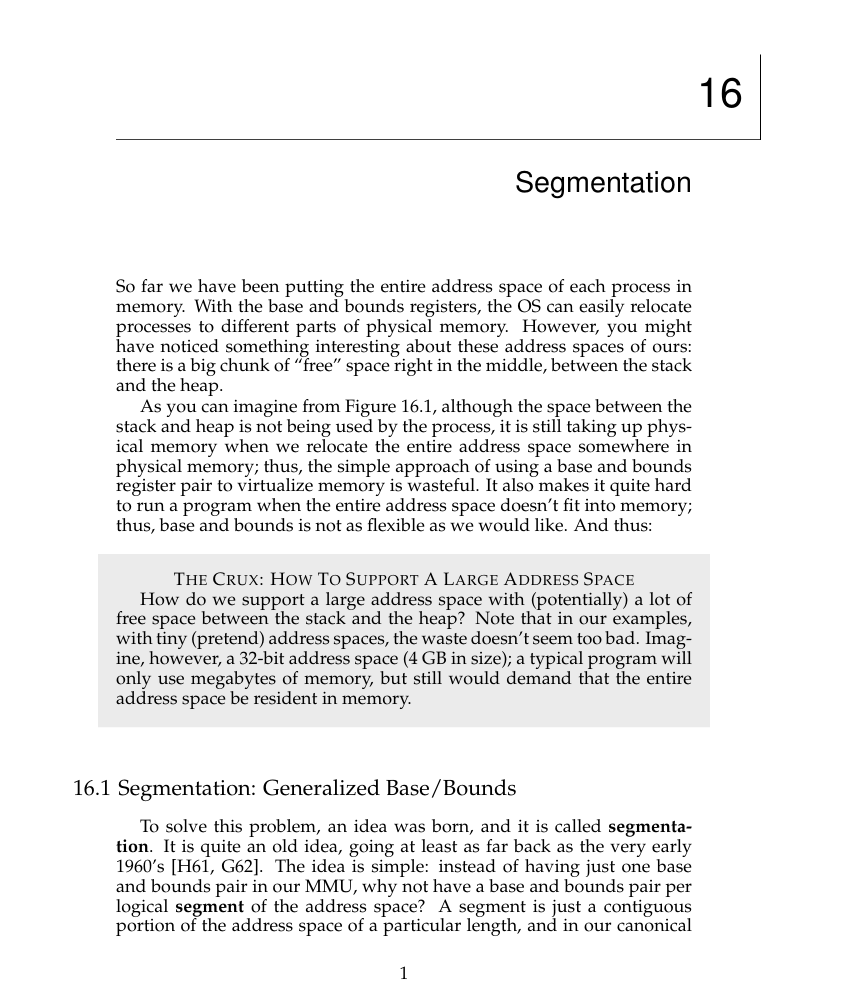 16
Segmentation
So far we have been putting the entire address space of each process in
memory. With the base and bounds registers, the OS can easily relocate
processes to different parts of physical memory. However, you might
have noticed something interesting about these address spaces of ours:
there is a big chunk of “free” space right in the middle, between the stack
and the heap.
As you can imagine from Figure 16.1, although the space between the
stack and heap is not being used by the process, it is still taking up phys-
ical memory when we relocate the entire address space somewhere in
physical memory; thus, the simple approach of using a base and bounds
register pair to virtualize memory is wasteful. It also makes it quite hard
to run a program when the entire address space doesn’t fit into memory;
thus, base and bounds is not as flexible as we would like. And thus:
THE CRUX: HOW TO SUPPORT A LARGE ADDRESS SPACE
How do we support a large address space with (potentially) a lot of
free space between the stack and the heap? Note that in our examples,
with tiny (pretend) address spaces, the waste doesn’t seem too bad. Imag-
ine, however, a 32-bit address space (4 GB in size); a typical program will
only use megabytes of memory, but still would demand that the entire
address space be resident in memory.
16.1 Segmentation: Generalized Base/Bounds
To solve this problem, an idea was born, and it is called segmenta-
tion. It is quite an old idea, going at least as far back as the very early
1960’s [H61, G62]. The idea is simple: instead of having just one base
and bounds pair in our MMU, why not have a base and bounds pair per
logical segment of the address space? A segment is just a contiguous
portion of the address space of a particular length, and in our canonical
1